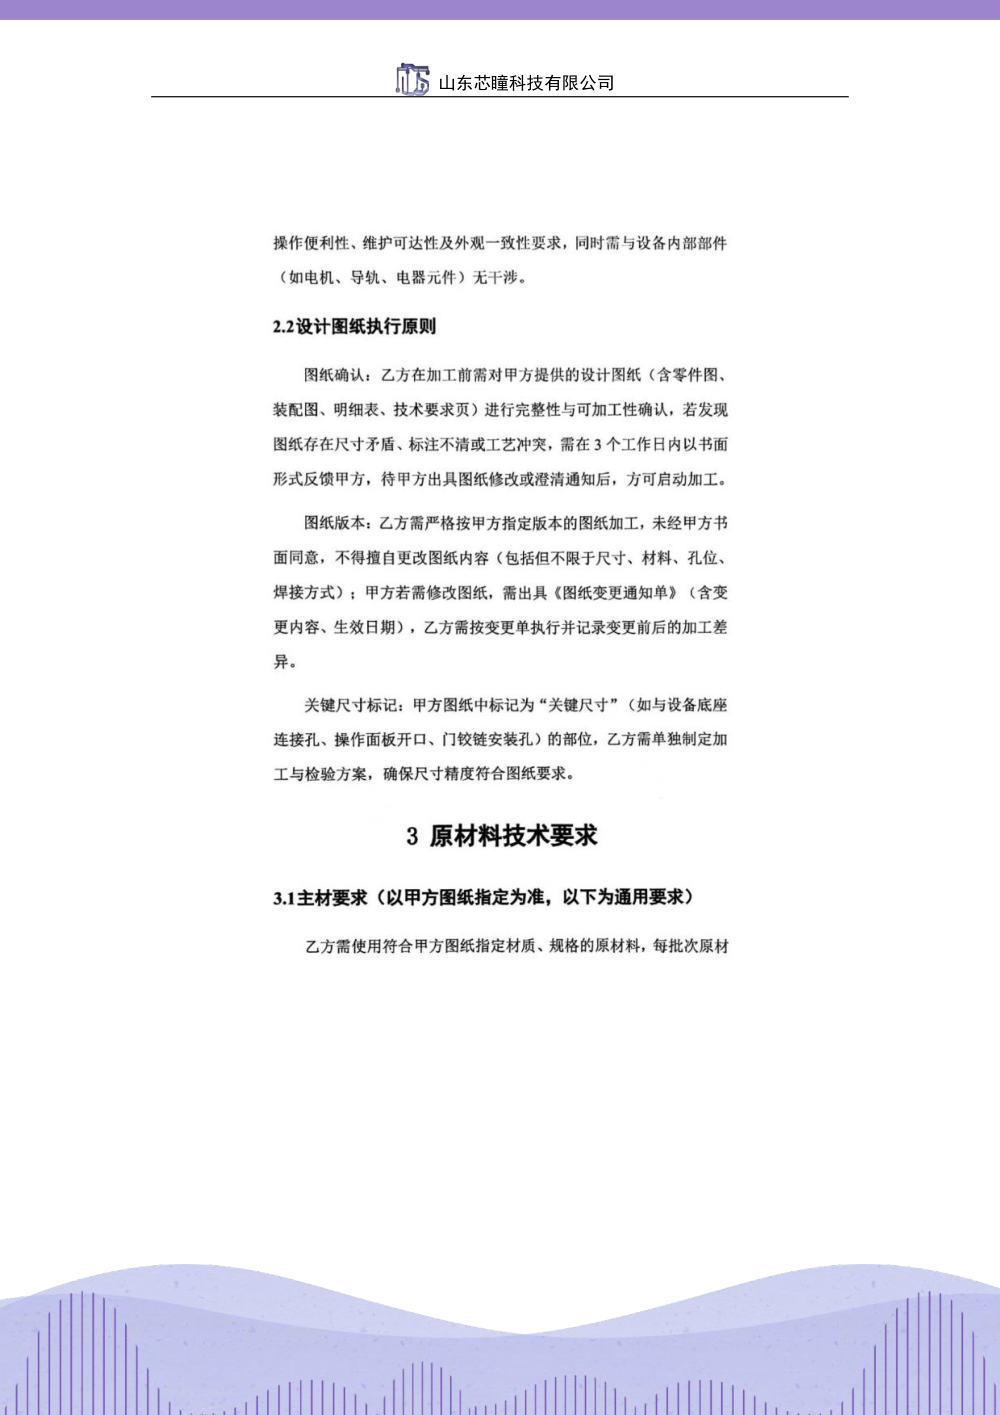 山东芯瞳科技有限公司
操作便利性、维护可达性及外观一致性要求，同时需与设备内部部件
（如电机、导轨、电器元件）无干涉。
2.2设计图纸执行原则
图纸确认：乙方在加工前需对甲方提供的设计图纸（含零件图、
装配图、明细表、技术要求页）进行完整性与可加工性确认，若发现
图纸存在尺寸矛盾、标注不清或工艺冲突，需在 3 个工作日内以书面
形式反馈甲方，待甲方出具图纸修改或澄清通知后，方可启动加工。
图纸版本：乙方需严格按甲方指定版本的图纸加工，未经甲方书
面同意，不得擅自更改图纸内容（包括但不限于尺寸、材料、孔位、
焊接方式）；甲方若需修改图纸，需出具《图纸变更通知单》（含变
更内容、生效日期），乙方需按变更单执行并记录变更前后的加工差
异。
关键尺寸标记：甲方图纸中标记为“关键尺寸”（如与设备底座
连接孔、操作面板开口、门铰链安装孔）的部位，乙方需单独制定加
工与检验方案，确保尺寸精度符合图纸要求。
3 原材料技术要求
3.1主材要求（以甲方图纸指定为准，以下为通用要求）
乙方需使用符合甲方图纸指定材质、规格的原材料，每批次原材